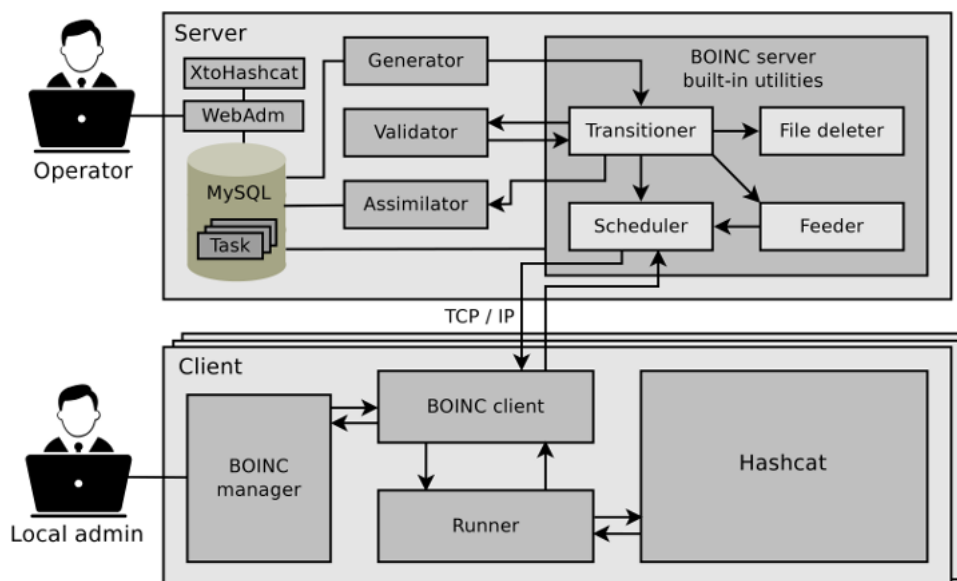 Server
BOINC server
built-in utilities
XtoHashcat
Generator
WebAdm
Validator
Transitioner
File deleter
Operator
MySQL
Assimilator
Scheduler
Feeder
Task
TCP / IP
Client
BOINC client
BOINC
manager
Hashcat
Runner
Local admin